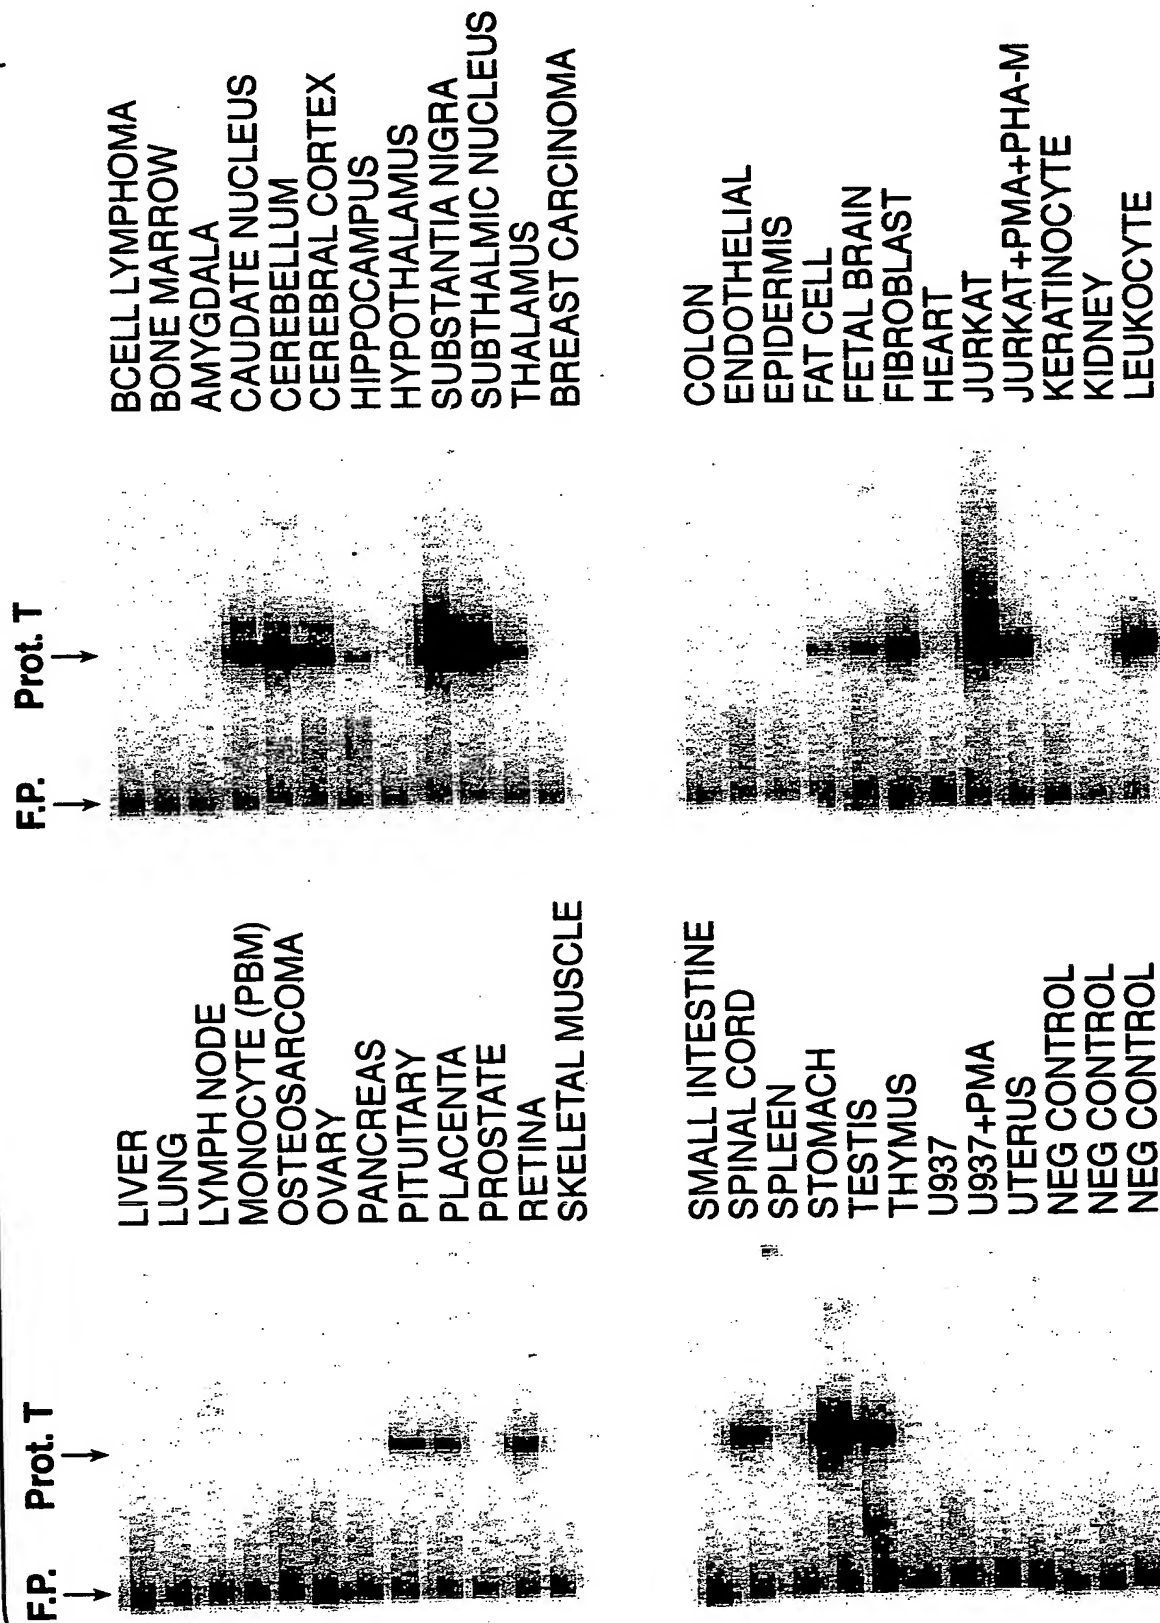 F.P.
Prot. T
BCELL LYMPHOMA
BONE MARROW
AMYGDALA
CAUDATE NUCLEUS
CEREBELLUM
CEREBRAL CORTEX
HIPPOCAMPUS
HYPOTHALAMUS
SUBSTANTIA NIGRA
SUBTHALMIC NUCLEUS
THALAMUS
BREAST CARCINOMA
COLON
ENDOTHELIAL
EPIDERMIS
FAT CELL
FETAL BRAIN
FIBROBLAST
HEART
JURKAT
JURKAT+PMA+PHA-M
KERATINOCYTE
KIDNEY
LEUKOCYTE
F.P.
Prot. T
LIVER
LUNG
LYMPH NODE
MONOCYTE (PBM)
OSTEOSARCOMA
OVARY
PANCREAS
PITUITARY
PLACENTA
PROSTATE
RETINA
SKELETAL MUSCLE
SMALL INTESTINE
SPINAL CORD
SPLEEN
STOMACH
TESTIS
THYMUS
U937
U937+PMA
UTERUS
NEG CONTROL
NEG CONTROL
NEG CONTROL